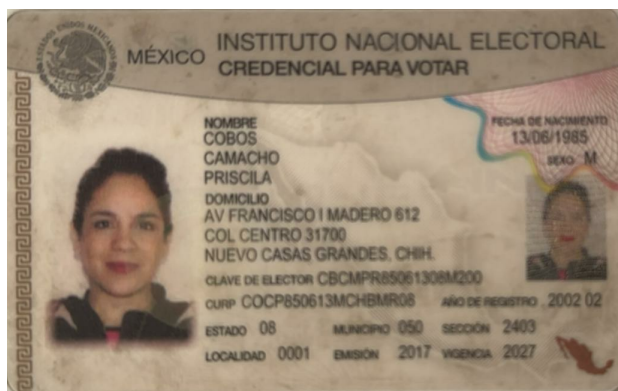 MÉXICO INSTITUTO NACIONAL ELECTORAL
CREDENCIAL PARA VOTAR
NOMBRE
COBOS
CAMACHO
PRISCILA
FECHA DE NACIMIENTO
13/06/1985
SEXO M
DOMICILIO
AV FRANCISCO I MADERO 612
COL CENTRO 31700
NUEVO CASAS GRANDES, CHIH.
CLAVE DE ELECTOR CBCMPR85061308M200
CURP COCP850613MCHBMR08 AÑO DE REGISTRO 2002 02
ESTADO 08 MUNICIPIO 050 SECCIÓN 2403
LOCALIDAD 0001 EMISIÓN 2017 VIGENCIA 2027